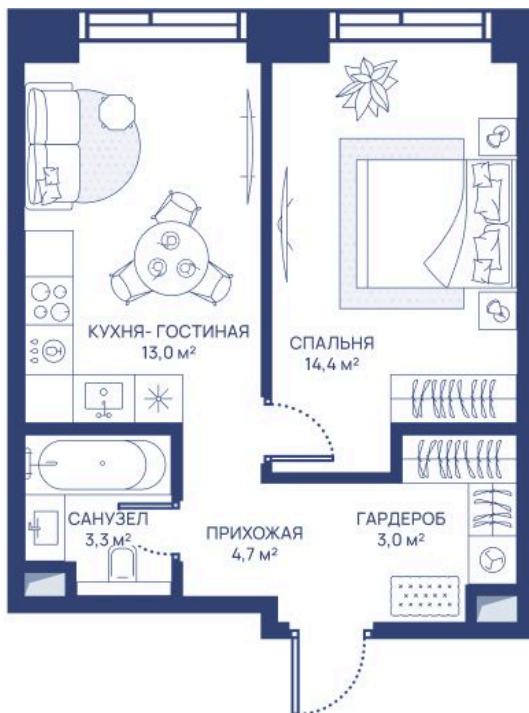 КУХНЯ- ГОСТИНАЯ
13,0 м²
СПАЛЬНЯ
14,4 м²
САНУЗЕЛ
3,3 м²
ПРИХОЖАЯ
4,7 м²
ГАРДЕРОБ
3,0 м²